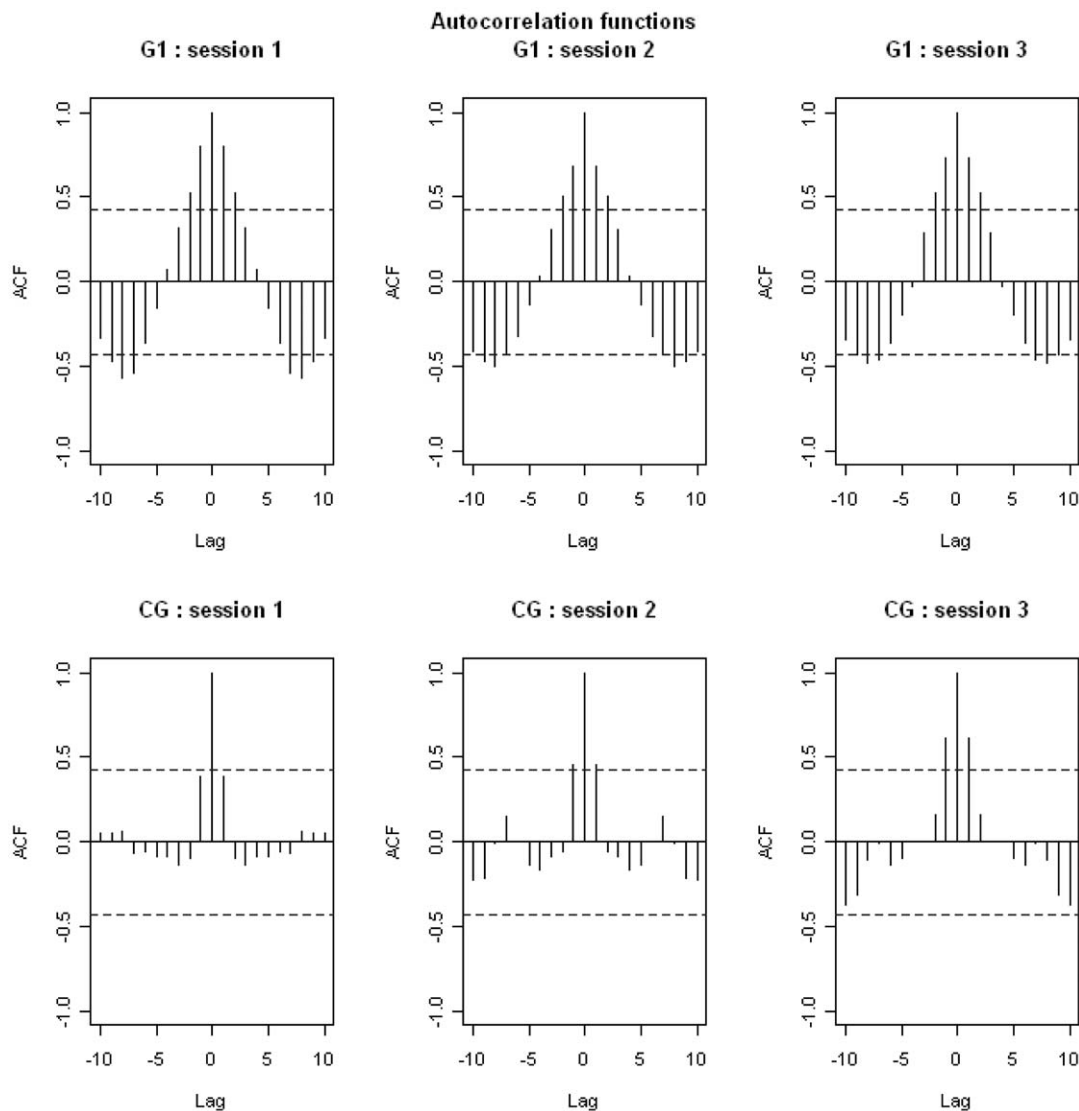 Autocorrelation functions
G1 : session 1
G1 : session 2
G1 : session 3
ACF
1.0
0.5
0.0
-0.5
-1.0
-10 -5 0 5 10
Lag
ACF
1.0
0.5
0.0
-0.5
-1.0
-10 -5 0 5 10
Lag
ACF
1.0
0.5
0.0
-0.5
-1.0
-10 -5 0 5 10
Lag
CG : session 1
CG : session 2
CG : session 3
ACF
1.0
0.5
0.0
-0.5
-1.0
-10 -5 0 5 10
Lag
ACF
1.0
0.5
0.0
-0.5
-1.0
-10 -5 0 5 10
Lag
ACF
1.0
0.5
0.0
-0.5
-1.0
-10 -5 0 5 10
Lag